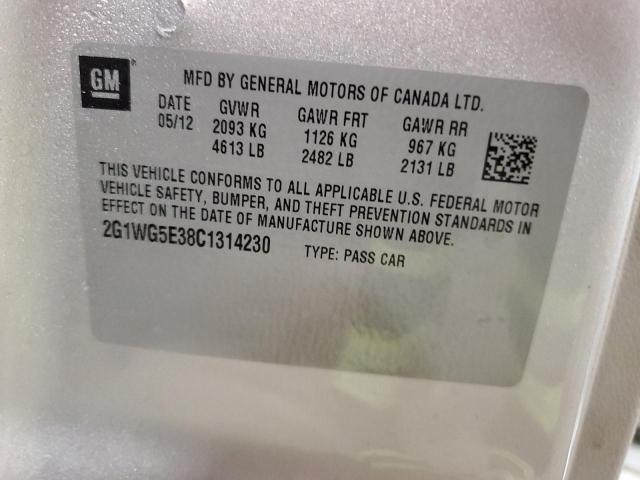 GM
MFD BY GENERAL MOTORS OF CANADA LTD.
DATE GVWR GAWR FRT GAWR RR
05/12 2093 KG 1126 KG 967 KG
4613 LB 2482 LB 2131 LB
THIS VEHICLE CONFORMS TO ALL APPLICABLE U.S. FEDERAL MOTOR
VEHICLE SAFETY, BUMPER, AND THEFT PREVENTION STANDARDS IN
EFFECT ON THE DATE OF MANUFACTURE SHOWN ABOVE.
2G1WG5E38C1314230 TYPE: PASS CAR